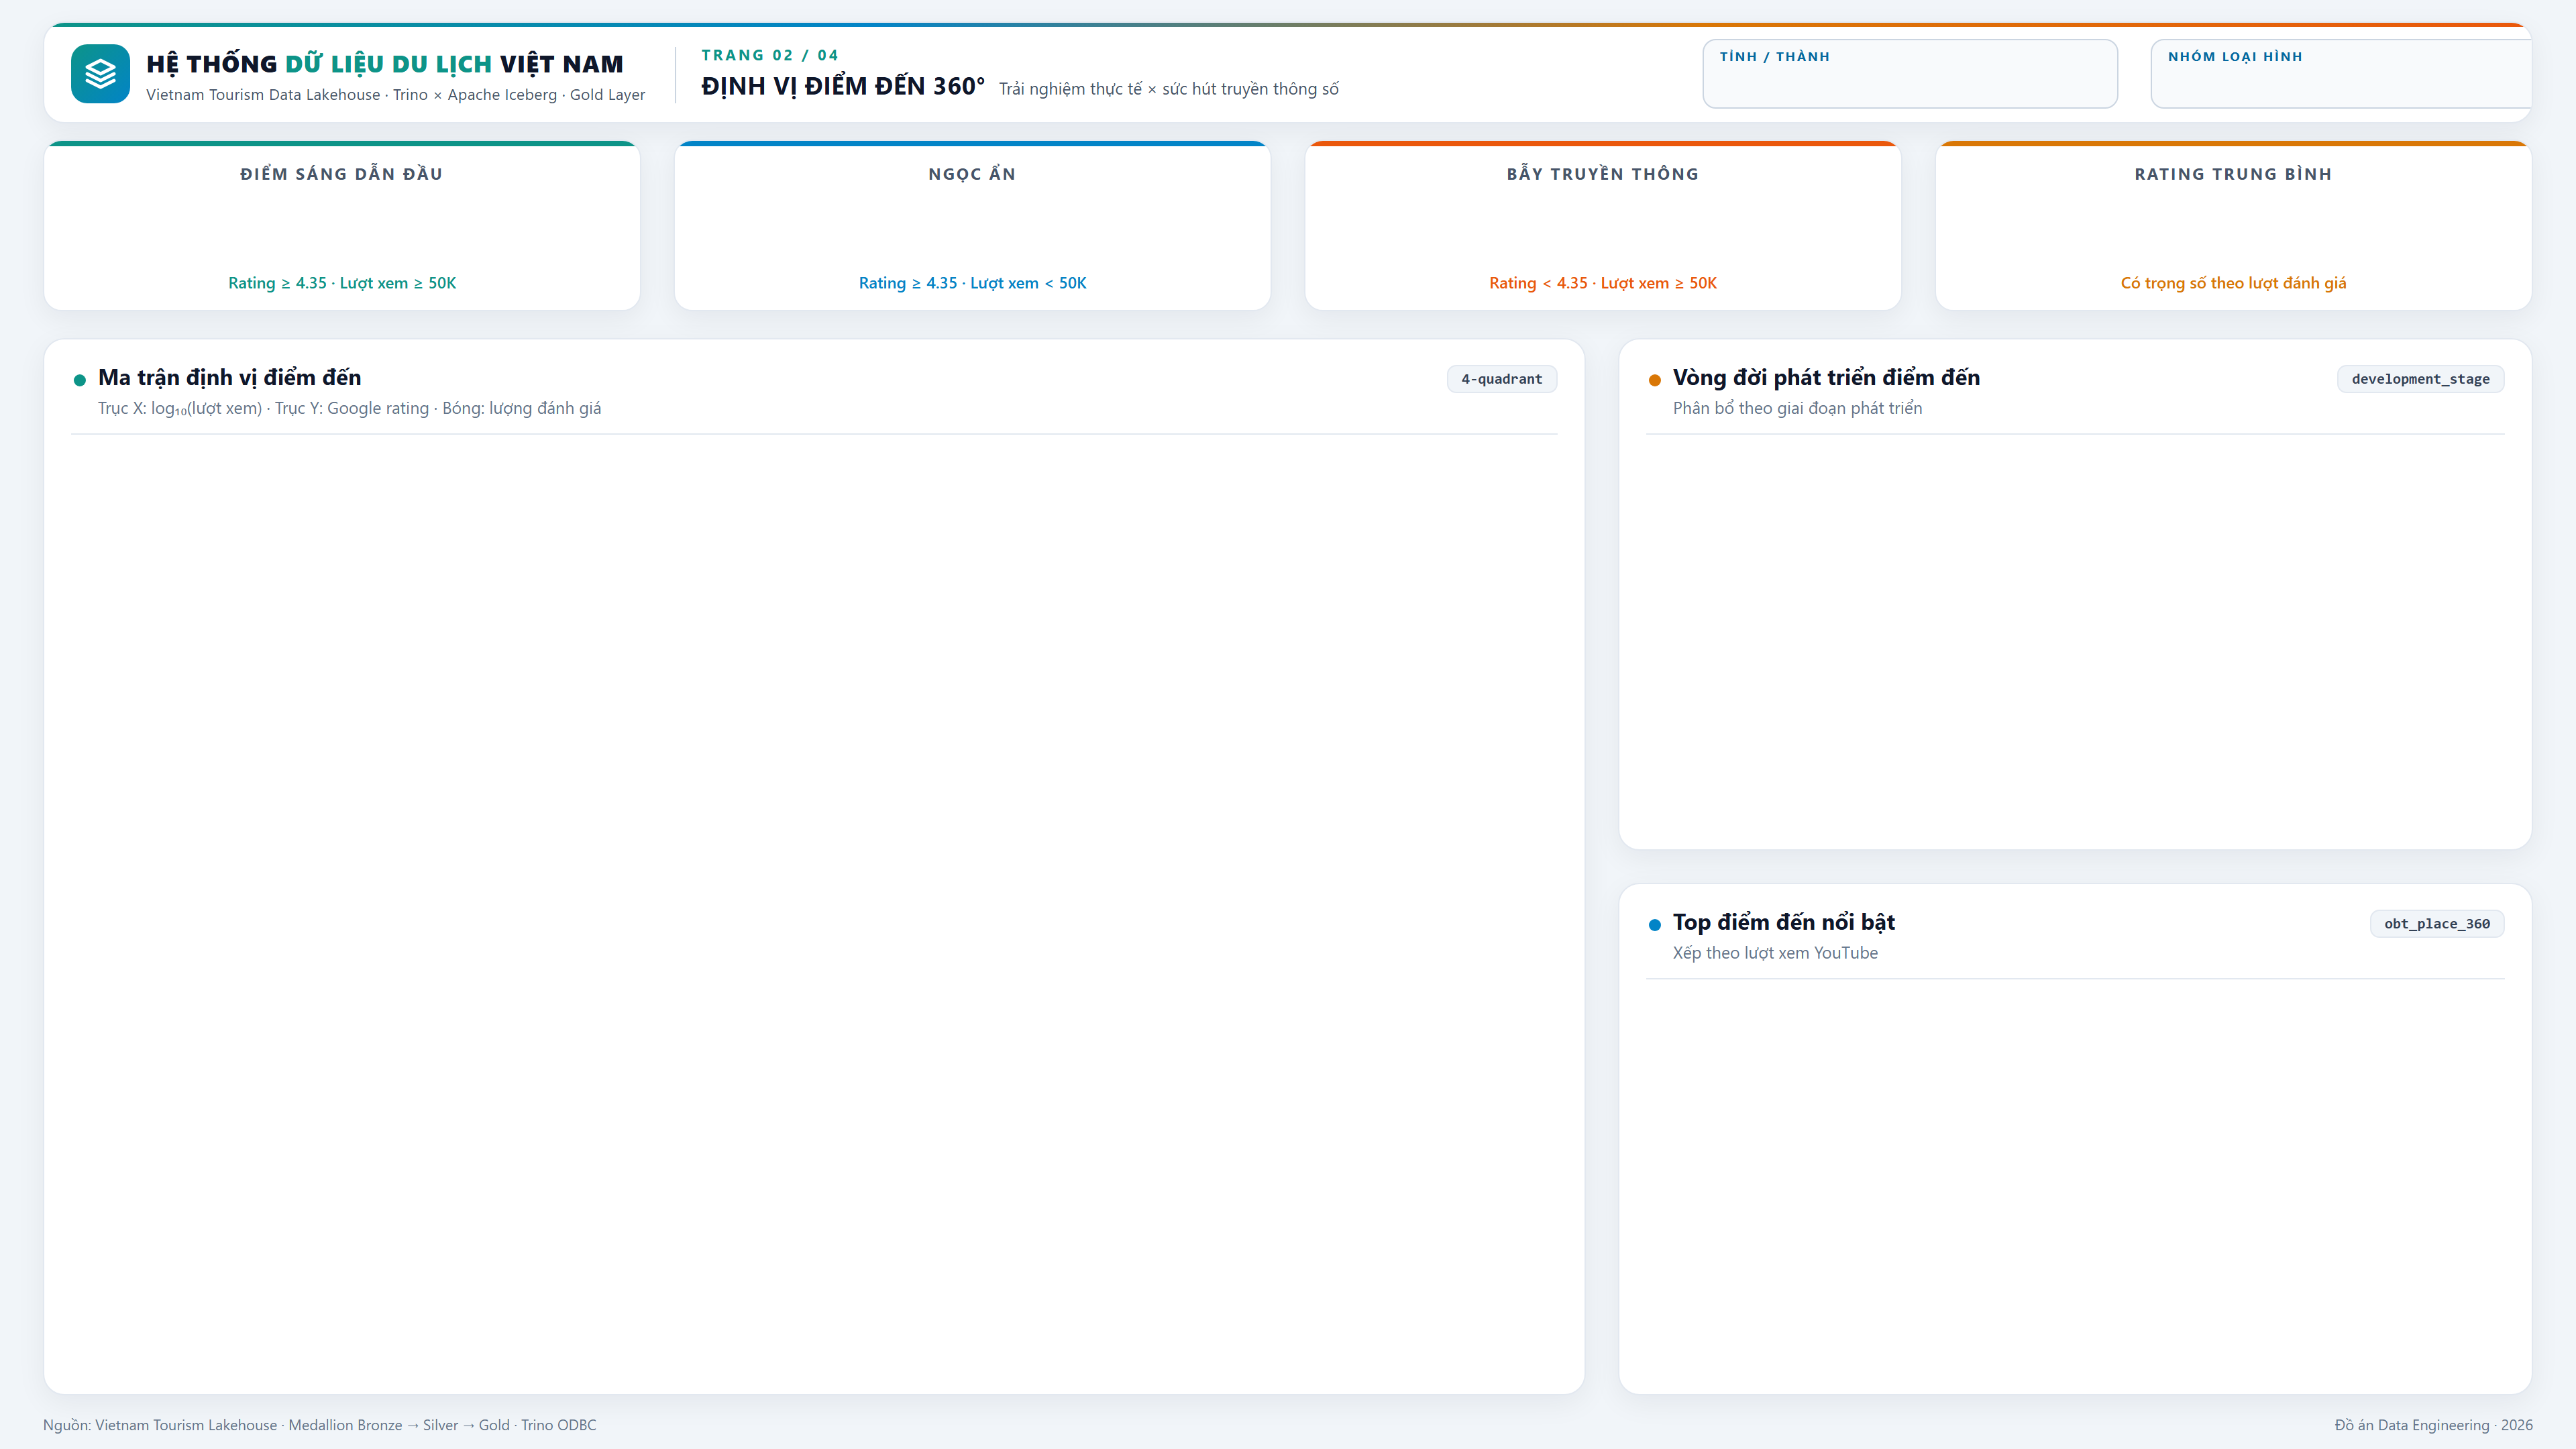 HỆ THỐNG DỮ LIỆU DU LỊCH VIỆT NAM
Vietnam Tourism Data Lakehouse · Trino × Apache Iceberg · Gold Layer
TRANG 02 / 04
ĐỊNH VỊ ĐIỂM ĐẾN 360° Trải nghiệm thực tế × sức hút truyền thông số
TỈNH / THÀNH
NHÓM LOẠI HÌNH
ĐIỂM SÁNG DẪN ĐẦU
Rating ≥ 4.35 · Lượt xem ≥ 50K
NGỌC ẨN
Rating ≥ 4.35 · Lượt xem < 50K
BẪY TRUYỀN THÔNG
Rating < 4.35 · Lượt xem ≥ 50K
RATING TRUNG BÌNH
Có trọng số theo lượt đánh giá
Ma trận định vị điểm đến
4-quadrant
Trục X: log₁₀(lượt xem) · Trục Y: Google rating · Bóng: lượng đánh giá
Vòng đời phát triển điểm đến
development_stage
Phân bổ theo giai đoạn phát triển
Top điểm đến nổi bật
obt_place_360
Xếp theo lượt xem YouTube
Nguồn: Vietnam Tourism Lakehouse · Medallion Bronze → Silver → Gold · Trino ODBC
Đồ án Data Engineering · 2026